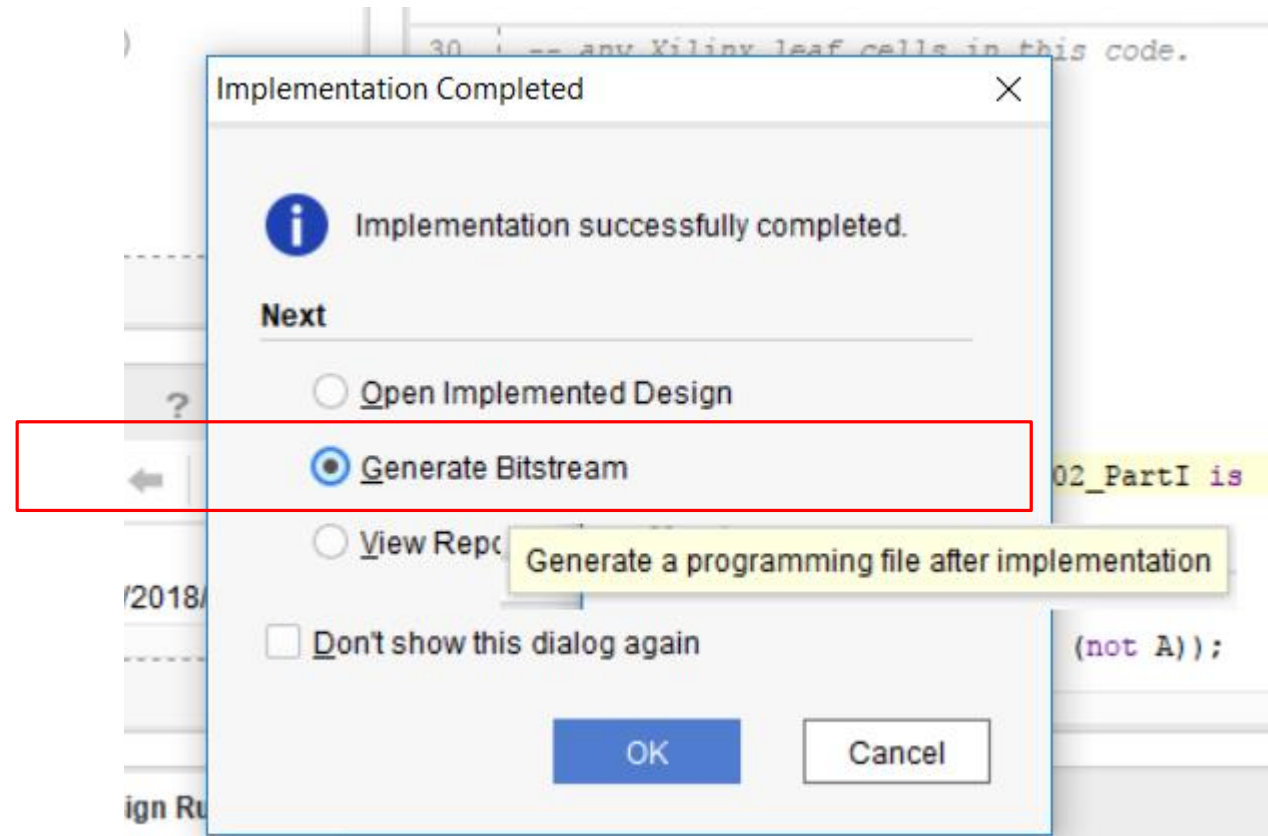 30 -- any Xilinx leaf cells in this code.
Implementation Completed
Implementation successfully completed.
Next
Open Implemented Design
?
Generate Bitstream
02_PartI is
View Repo
Generate a programming file after implementation
/2018/
Don't show this dialog again
(not A));
OK
Cancel
ign Ru